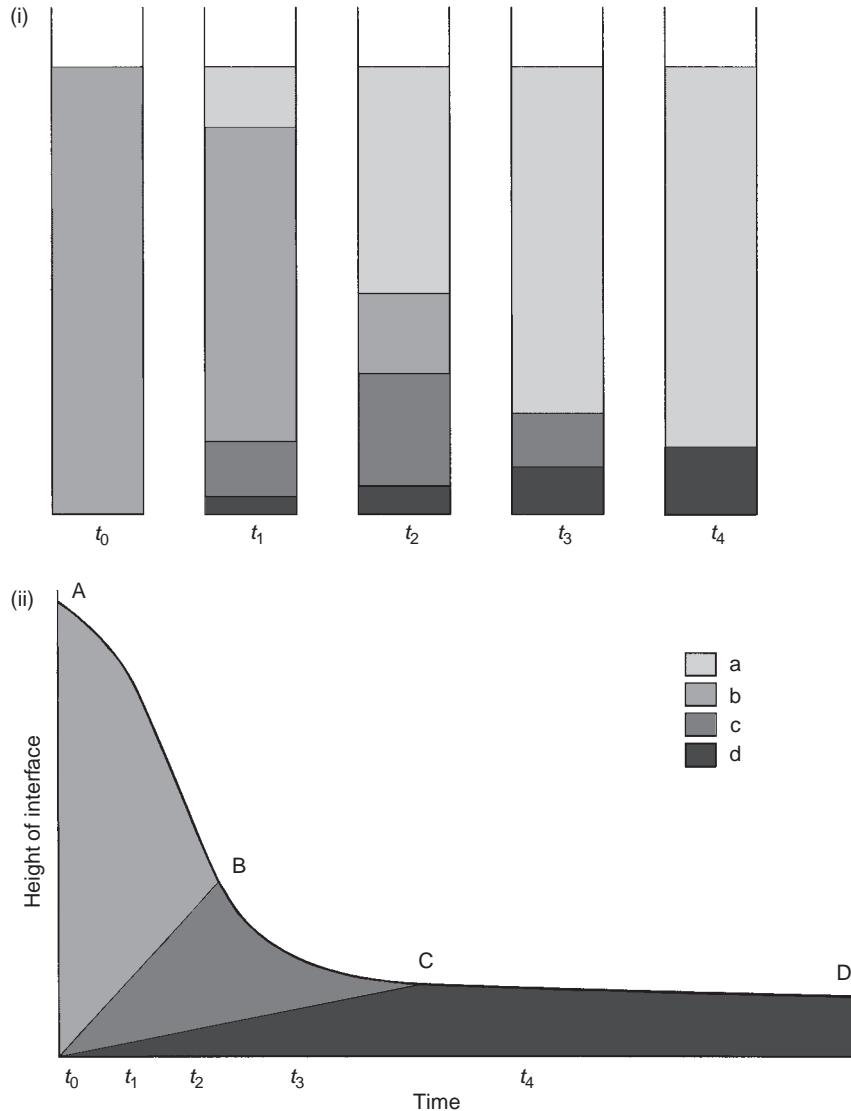 (i)
t0 t1 t2 t3 t4
(ii)
A
B
C
D
a
b
c
d
Height of interface
t0 t1 t2 t3 t4
Time